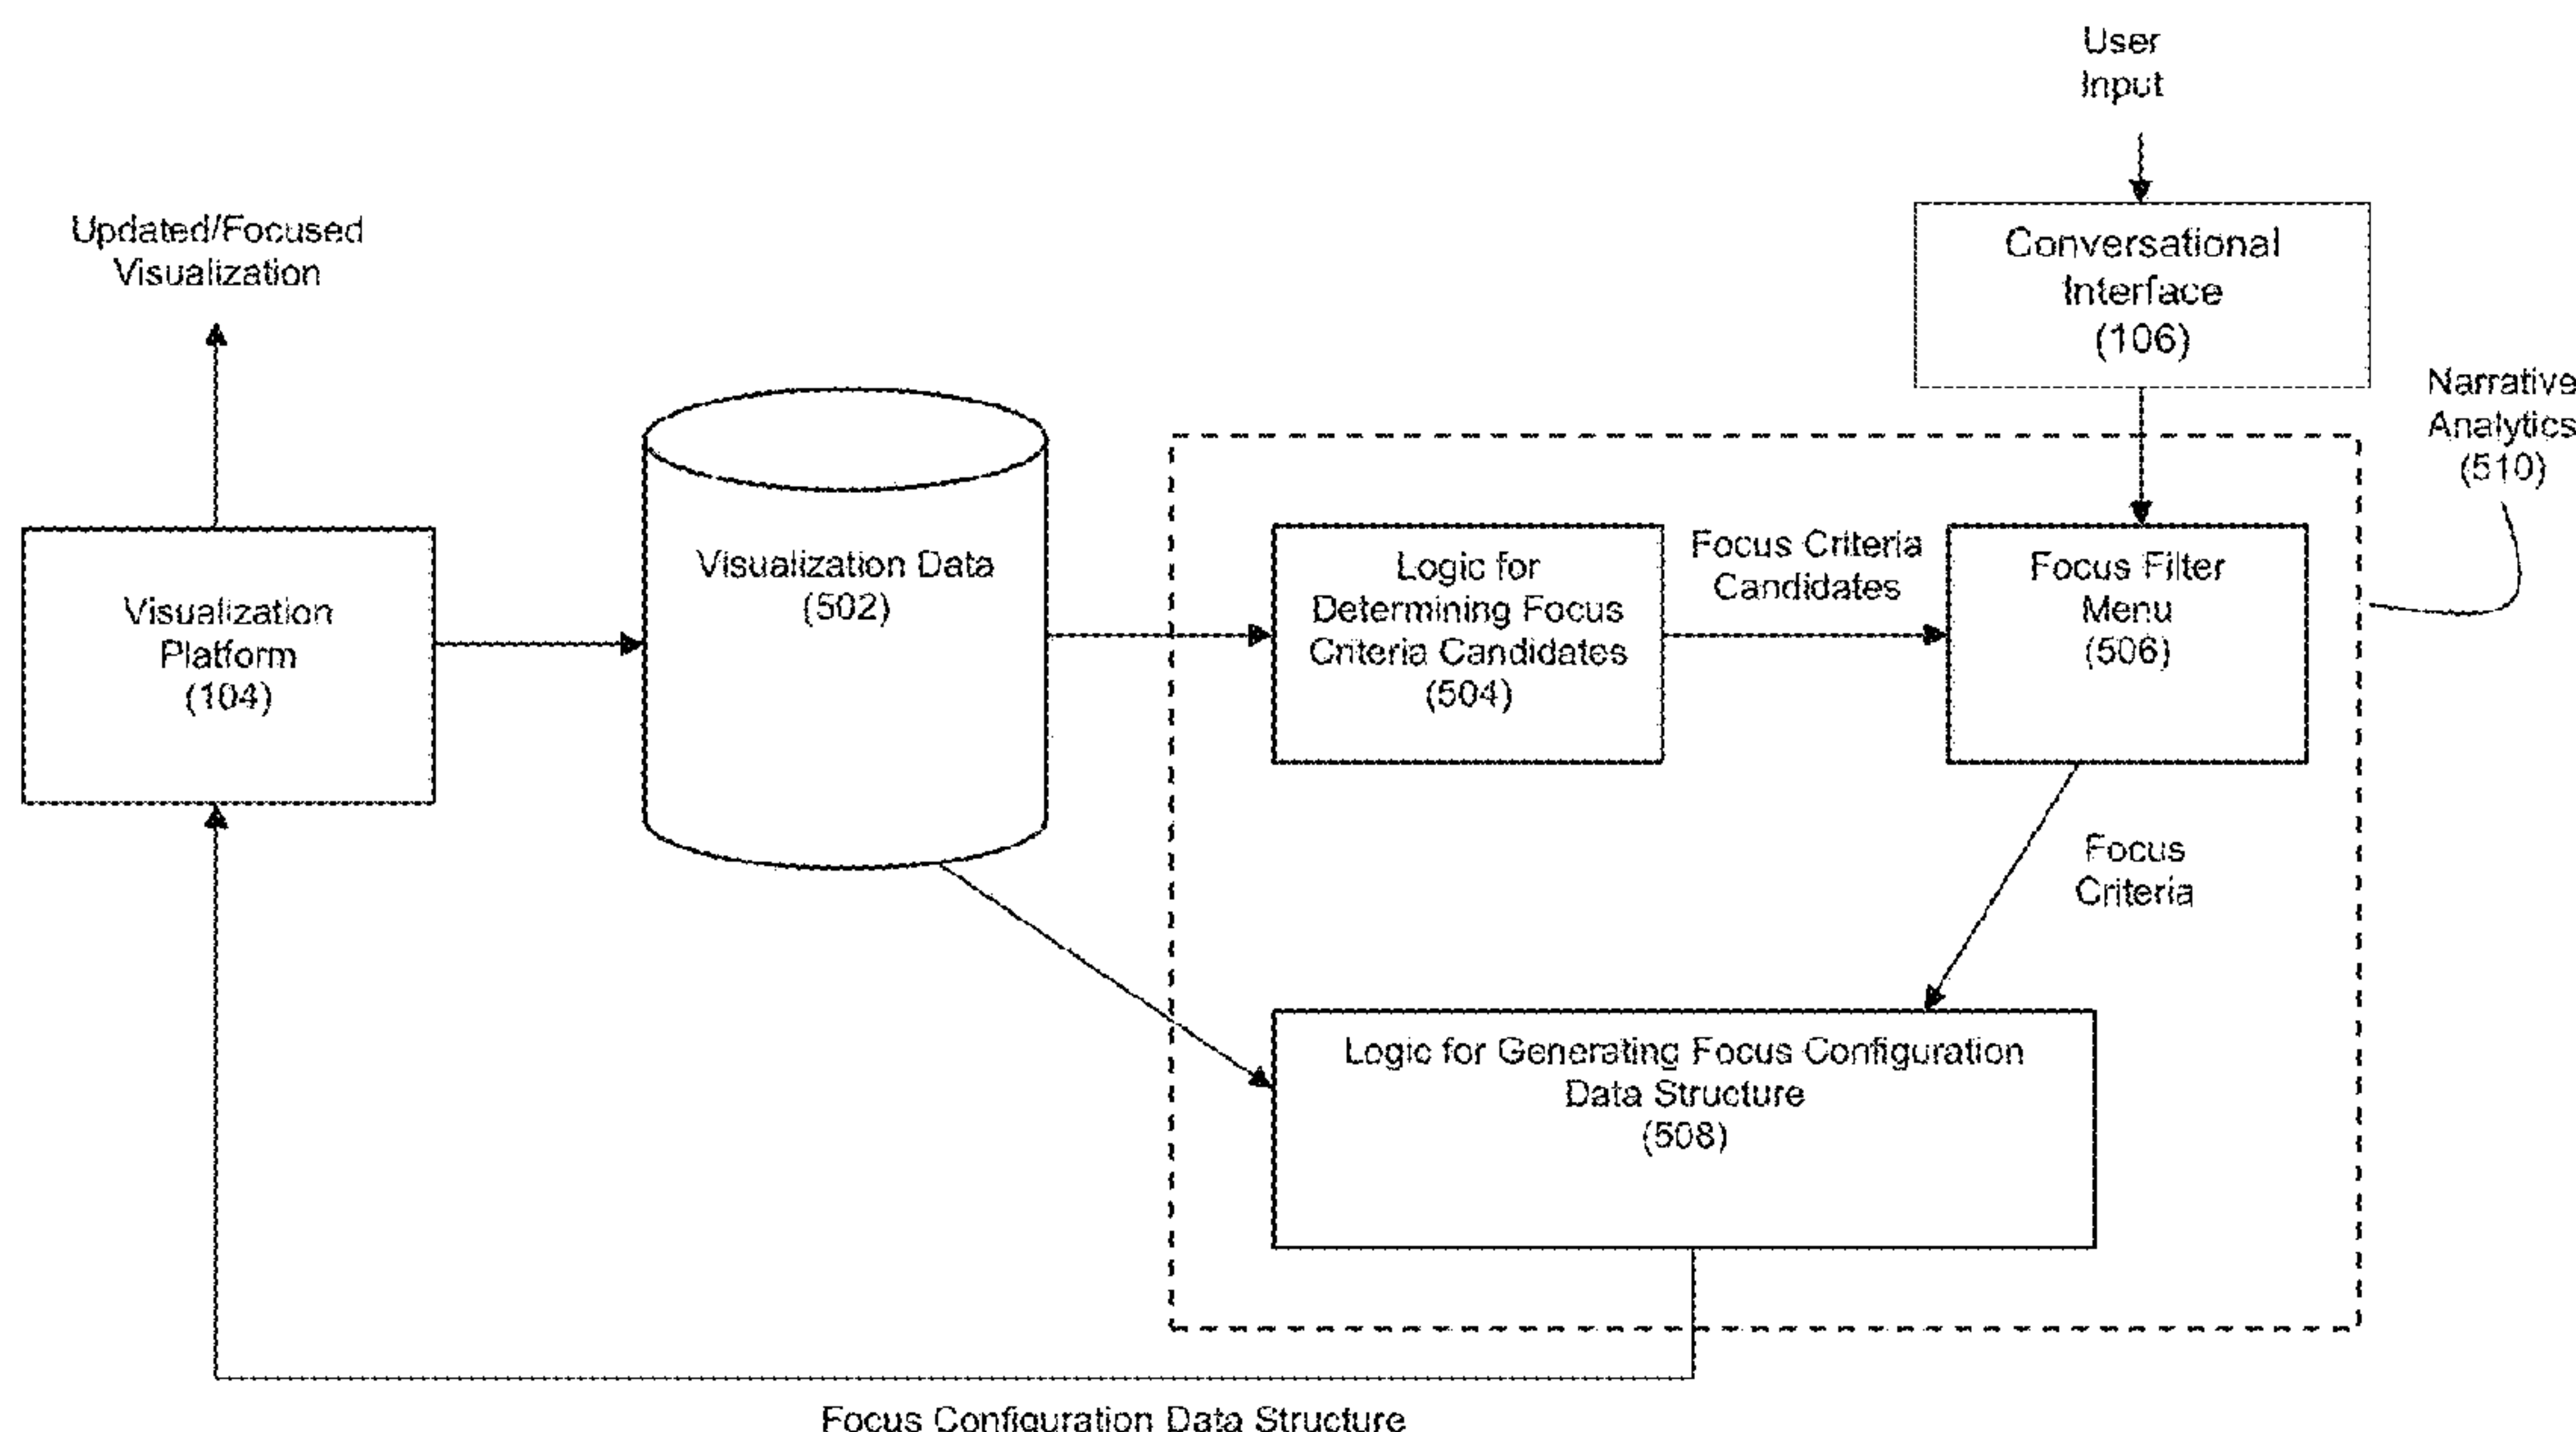 User
Input
Conversational
Interface
(106)
Updated/Focused
Visualization
Narrative
Analytics
(510)
Visualization
Platform
(104)
Visualization Data
(502)
Logic for
Determining Focus
Criteria Candidates
(504)
Focus Criteria
Candidates
Focus Filter
Menu
(506)
Focus
Criteria
Logic for Generating Focus Configuration
Data Structure
(508)
Focus Configuration Data Structure